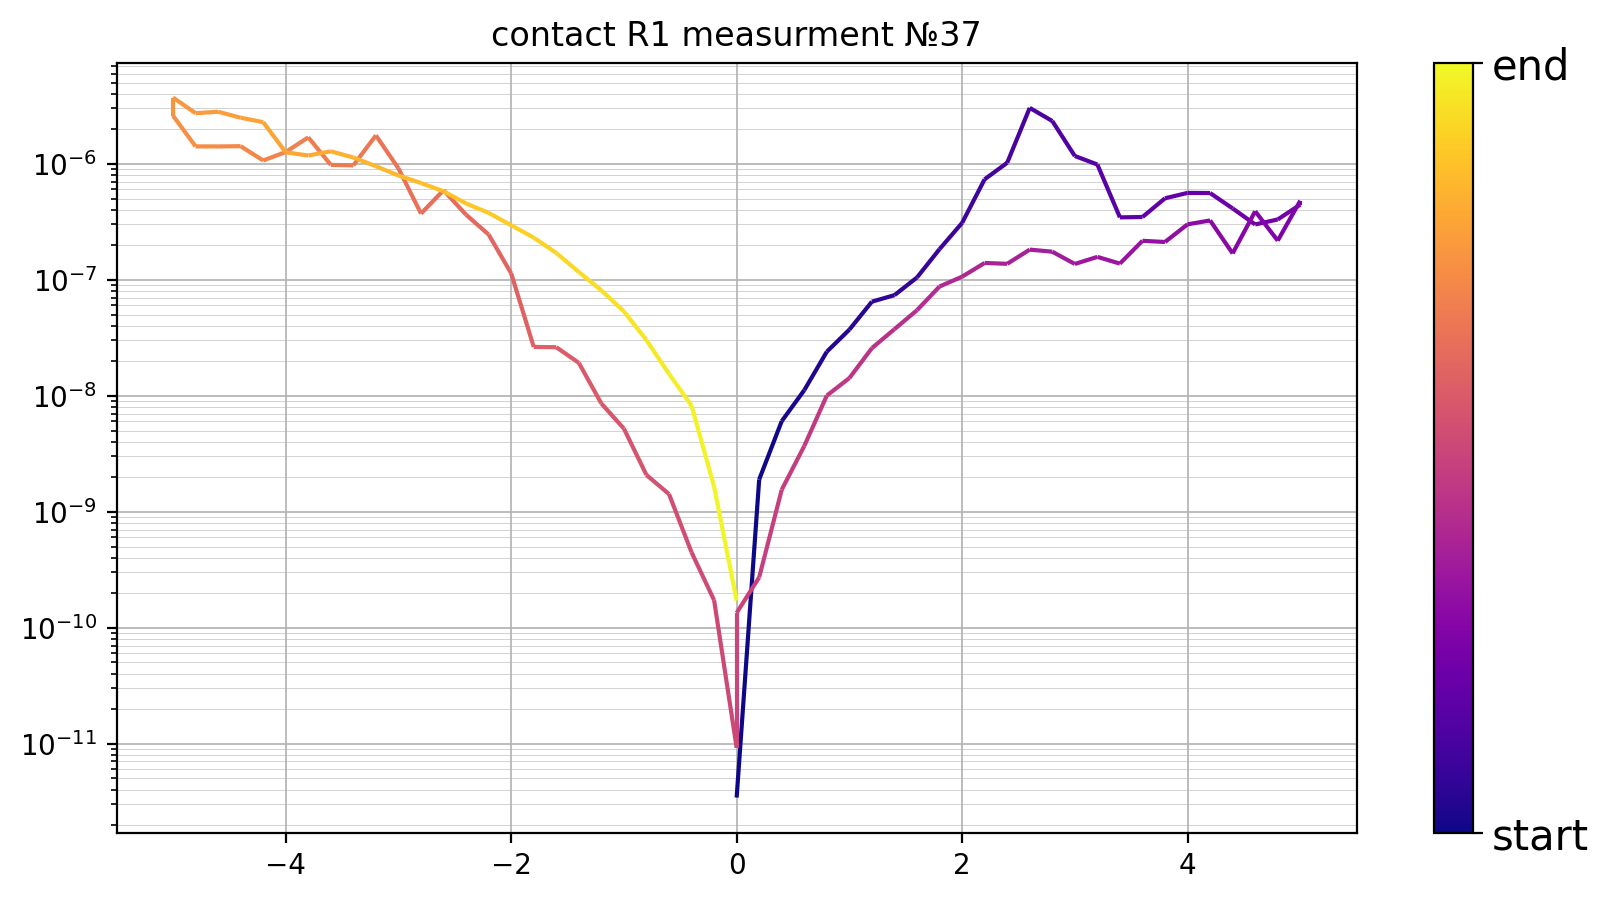 contact R1 measurment №37
end
10⁻⁶
10⁻⁷
10⁻⁸
10⁻⁹
10⁻¹⁰
10⁻¹¹
start
−4 −2 0 2 4